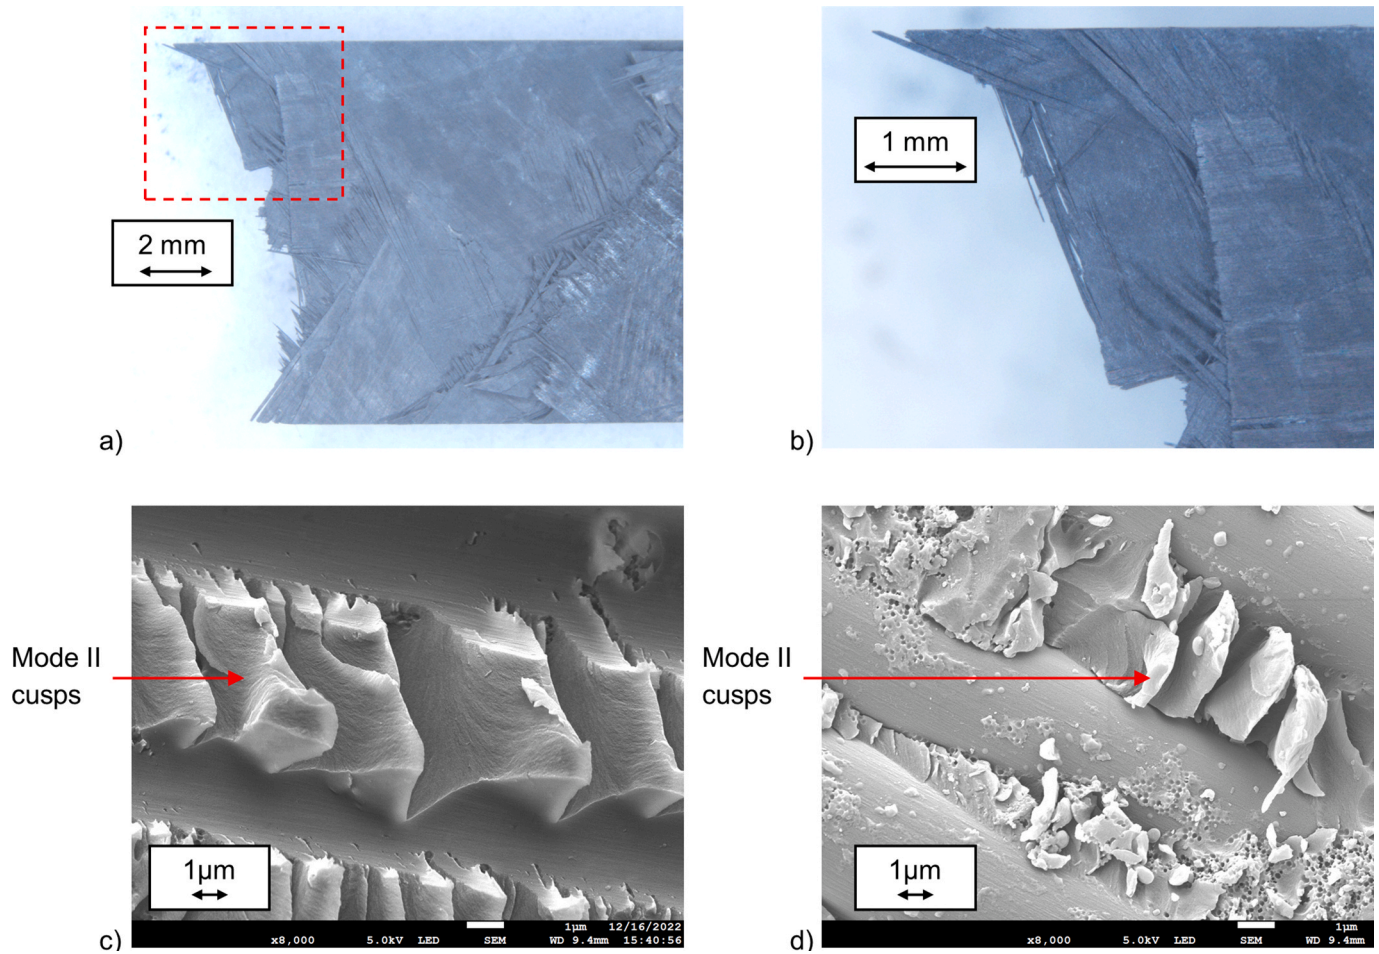 2 mm
a)
1 mm
b)
Mode II
cusps
1µm
1µm 12/16/2022
x8,000 5.0kV LED SEM WD 9.4mm 15:40:56
c)
Mode II
cusps
1µm
1µm
x8,000 5.0kV LED SEM WD 9.4mm
d)